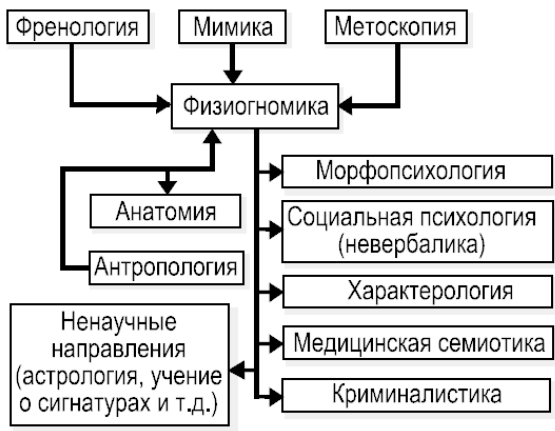 Френология
Мимика
Метоскопия
Физиогномика
Морфопсихология
Анатомия
Социальная психология
(невербалика)
Антропология
Характерология
Ненаучные
направления
(астрология, учение
о сигнатурах и т.д.)
Медицинская семиотика
Криминалистика